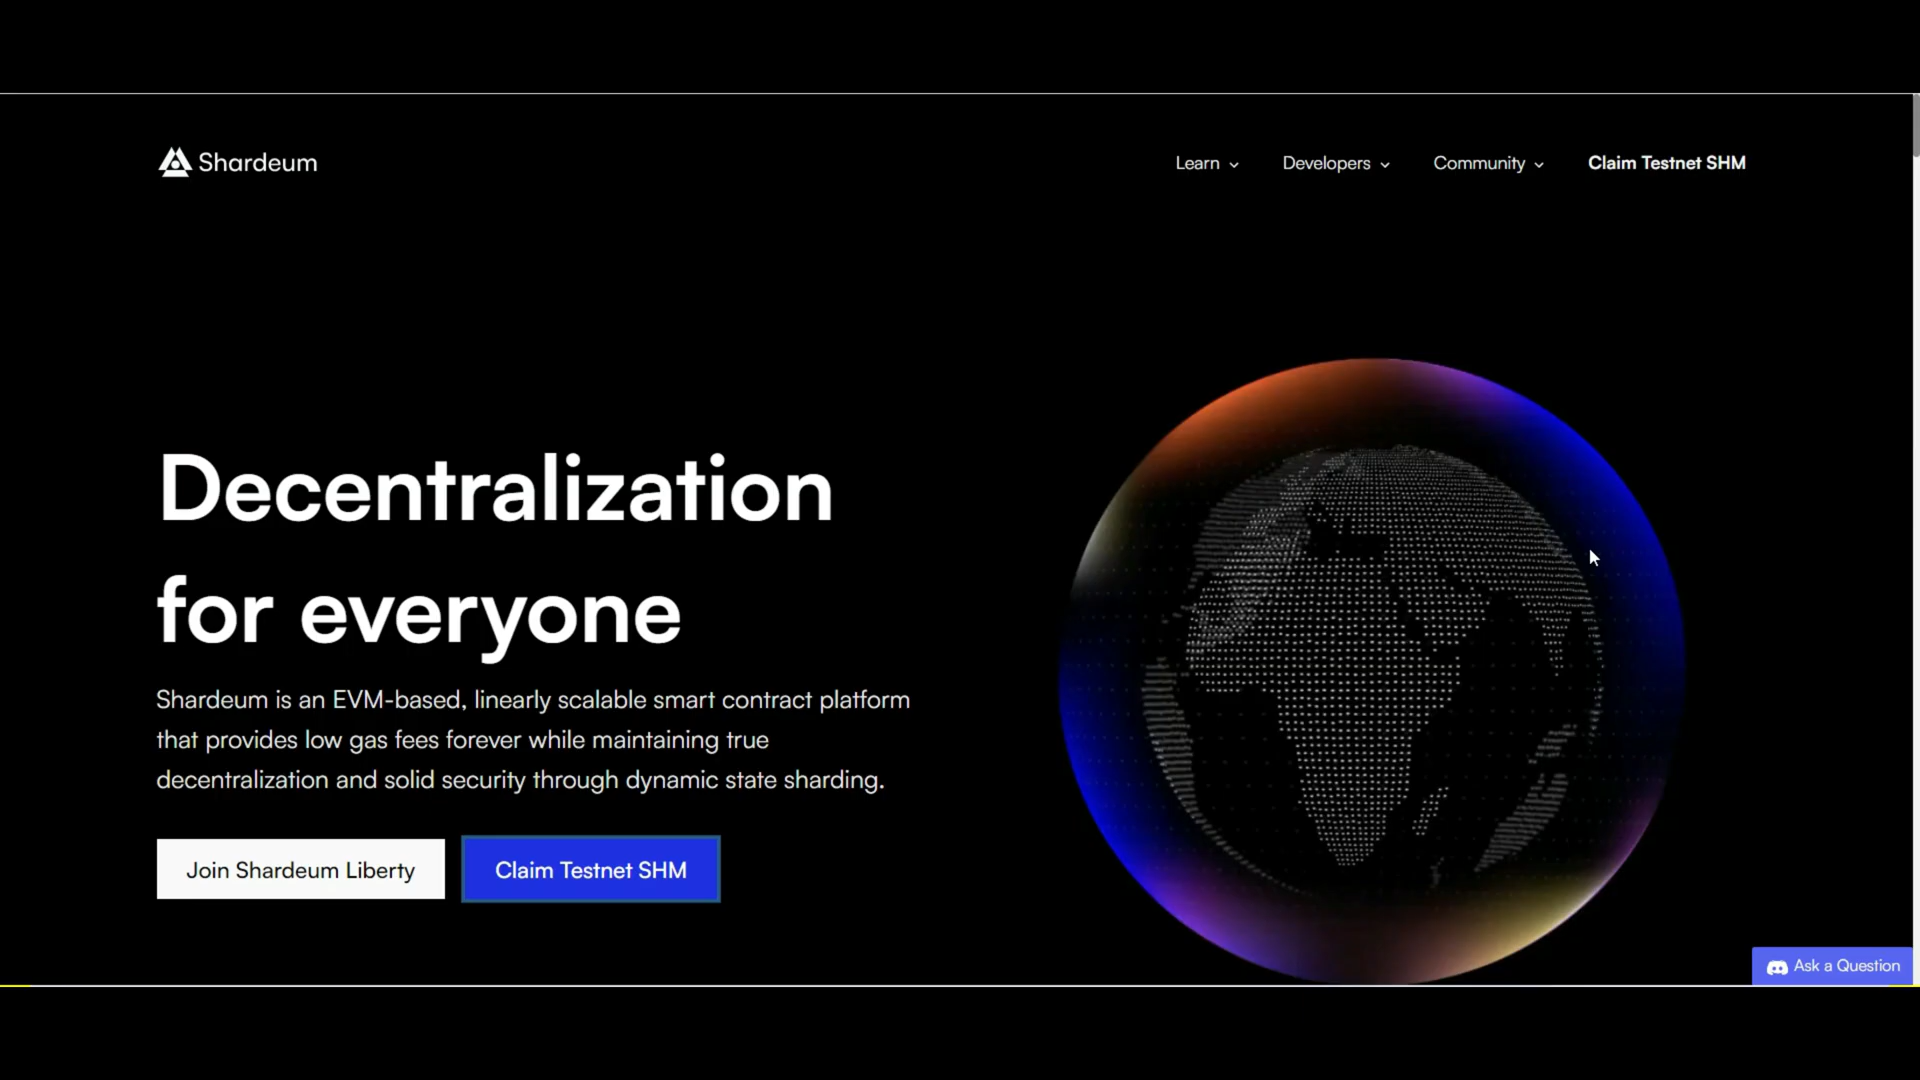 Shardeum
Learn
Developers
Community
Claim Testnet SHM
Decentralization
for everyone
Shardeum is an EVM-based, linearly scalable smart contract platform
that provides low gas fees forever while maintaining true
decentralization and solid security through dynamic state sharding.
Join Shardeum Liberty
Claim Testnet SHM
Ask a Question